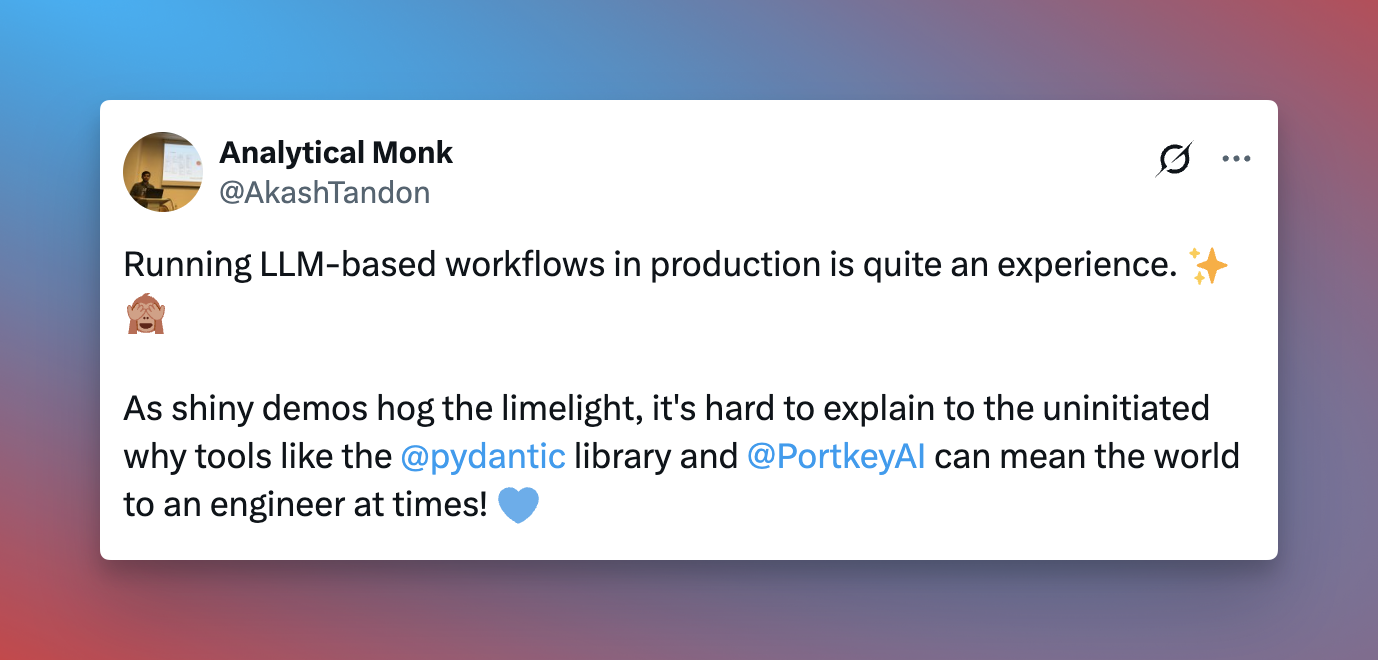 Analytical Monk
@AkashTandon
Running LLM-based workflows in production is quite an experience. ✨
🙈
As shiny demos hog the limelight, it's hard to explain to the uninitiated
why tools like the @pydantic library and @PortkeyAI can mean the world
to an engineer at times! 💙